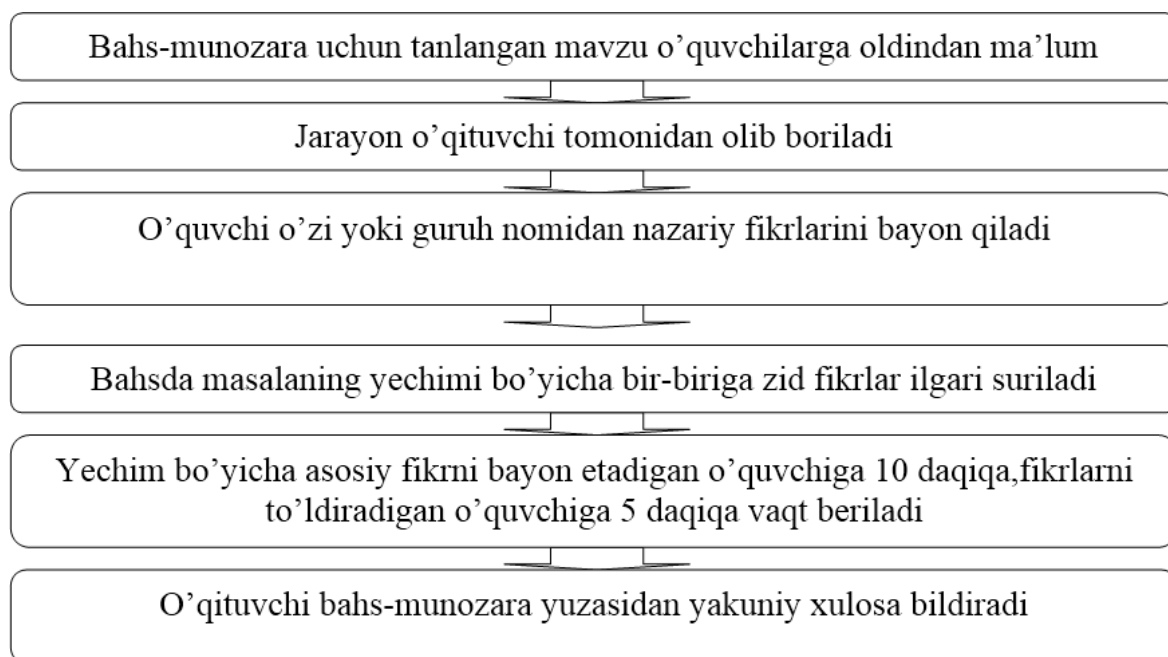 Bahs-munozara uchun tanlangan mavzu o’quvchilarga oldindan ma’lum
Jarayon o’qituvchi tomonidan olib boriladi
O’quvchi o’zi yoki guruh nomidan nazariy fikrlarini bayon qiladi
Bahsda masalaning yechimi bo’yicha bir-biriga zid fikrlar ilgari suriladi
Yechim bo’yicha asosiy fikrni bayon etadigan o’quvchiga 10 daqiqa,fikrlarni
to’ldiradigan o’quvchiga 5 daqiqa vaqt beriladi
O’qituvchi bahs-munozara yuzasidan yakuniy xulosa bildiradi